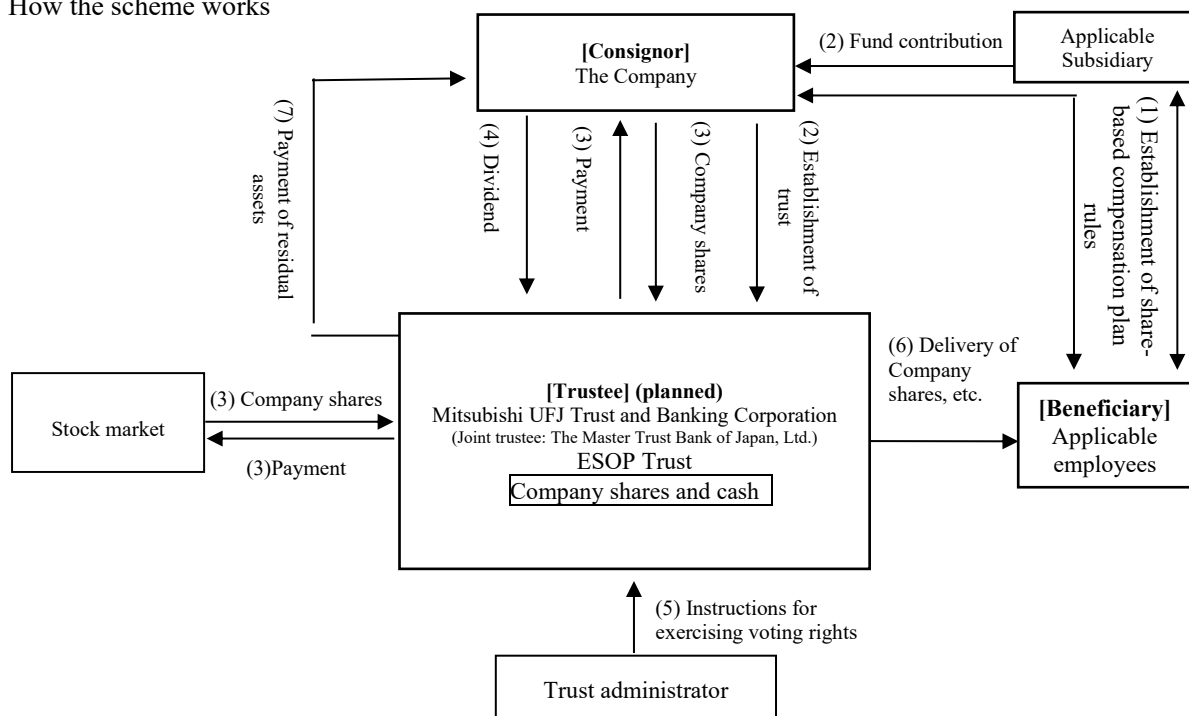 How the scheme works
[Consignor]
The Company
(2) Fund contribution
Applicable
Subsidiary
(7) Payment of residual
assets
(4) Dividend
(3) Payment
(3) Company shares
(2) Establishment of
trust
(1) Establishment of share-
based compensation plan
rules
Stock market
(3) Company shares
(3)Payment
[Trustee] (planned)
Mitsubishi UFJ Trust and Banking Corporation
(Joint trustee: The Master Trust Bank of Japan, Ltd.)
ESOP Trust
Company shares and cash
(6) Delivery of
Company
shares, etc.
[Beneficiary]
Applicable
employees
(5) Instructions for
exercising voting rights
Trust administrator